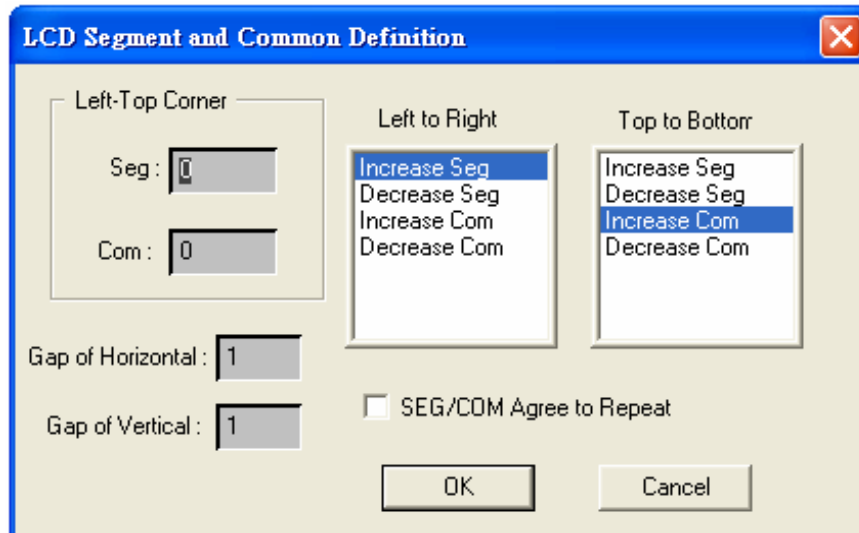 LCD Segment and Common Definition
Left-Top Corner
Seg : 0
Com : 0
Gap of Horizontal : 1
Gap of Vertical : 1
Left to Right
Increase Seg
Decrease Seg
Increase Com
Decrease Com
Top to Bottom
Increase Seg
Decrease Seg
Increase Com
Decrease Com
SEG/COM Agree to Repeat
OK
Cancel